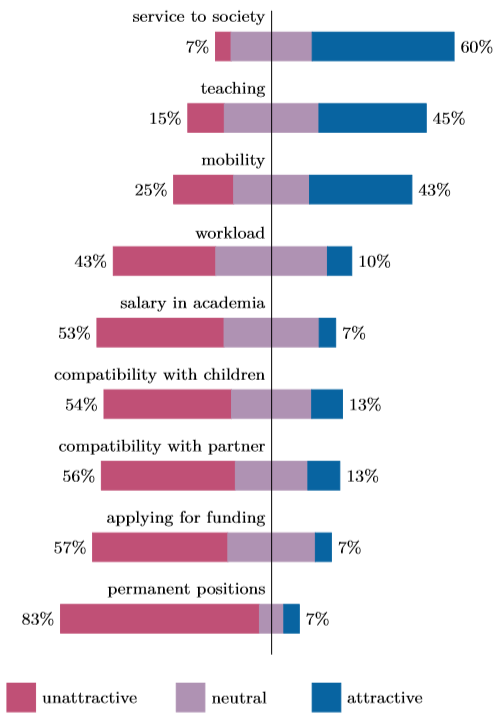 service to society
7% 60%
teaching
15% 45%
mobility
25% 43%
workload
43% 10%
salary in academia
53% 7%
compatibility with children
54% 13%
compatibility with partner
56% 13%
applying for funding
57% 7%
permanent positions
83% 7%
unattractive neutral attractive